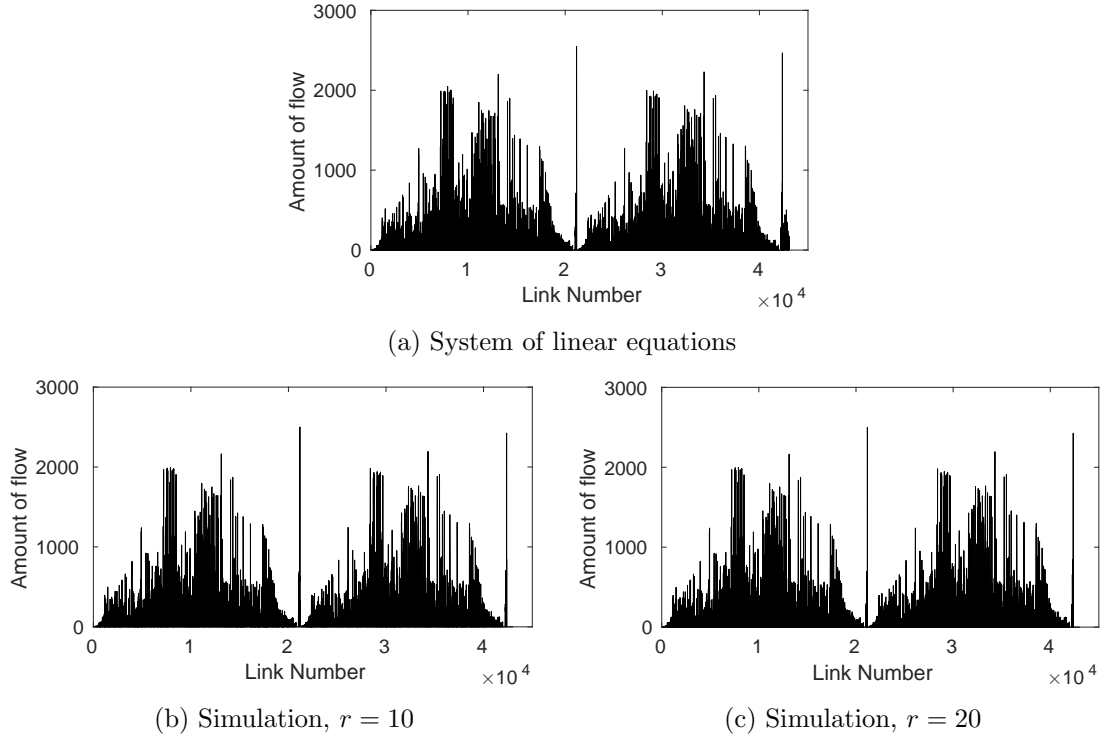 3000
2000
1000
0
Amount of flow
0 1 2 3 4
Link Number
×10 4
(a) System of linear equations
3000
2000
1000
0
Amount of flow
0 1 2 3 4
Link Number
×10 4
(b) Simulation, r = 10
3000
2000
1000
0
Amount of flow
0 1 2 3 4
Link Number
×10 4
(c) Simulation, r = 20